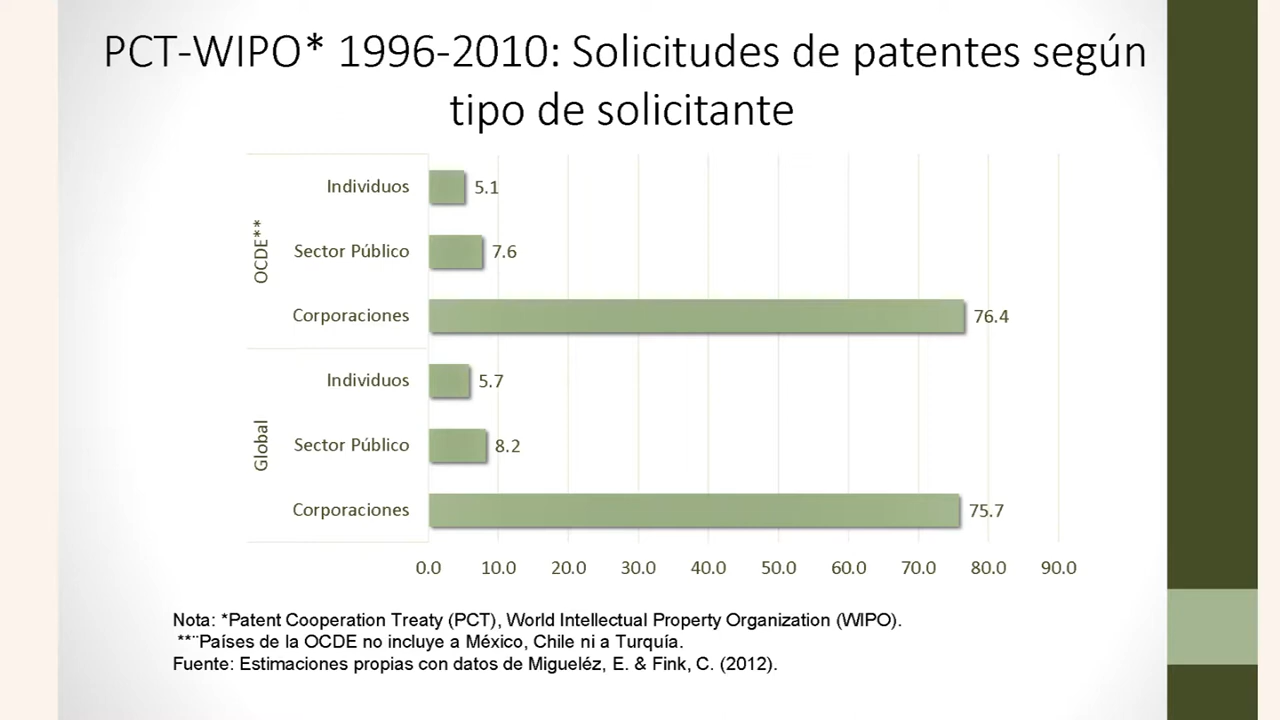 PCT-WIPO* 1996-2010: Solicitudes de patentes según
tipo de solicitante
OCDE**
Individuos 5.1
Sector Público 7.6
Corporaciones 76.4
Global
Individuos 5.7
Sector Público 8.2
Corporaciones 75.7
0.0 10.0 20.0 30.0 40.0 50.0 60.0 70.0 80.0 90.0
Nota: *Patent Cooperation Treaty (PCT), World Intellectual Property Organization (WIPO).
**¨Países de la OCDE no incluye a México, Chile ni a Turquía.
Fuente: Estimaciones propias con datos de Migueléz, E. & Fink, C. (2012).